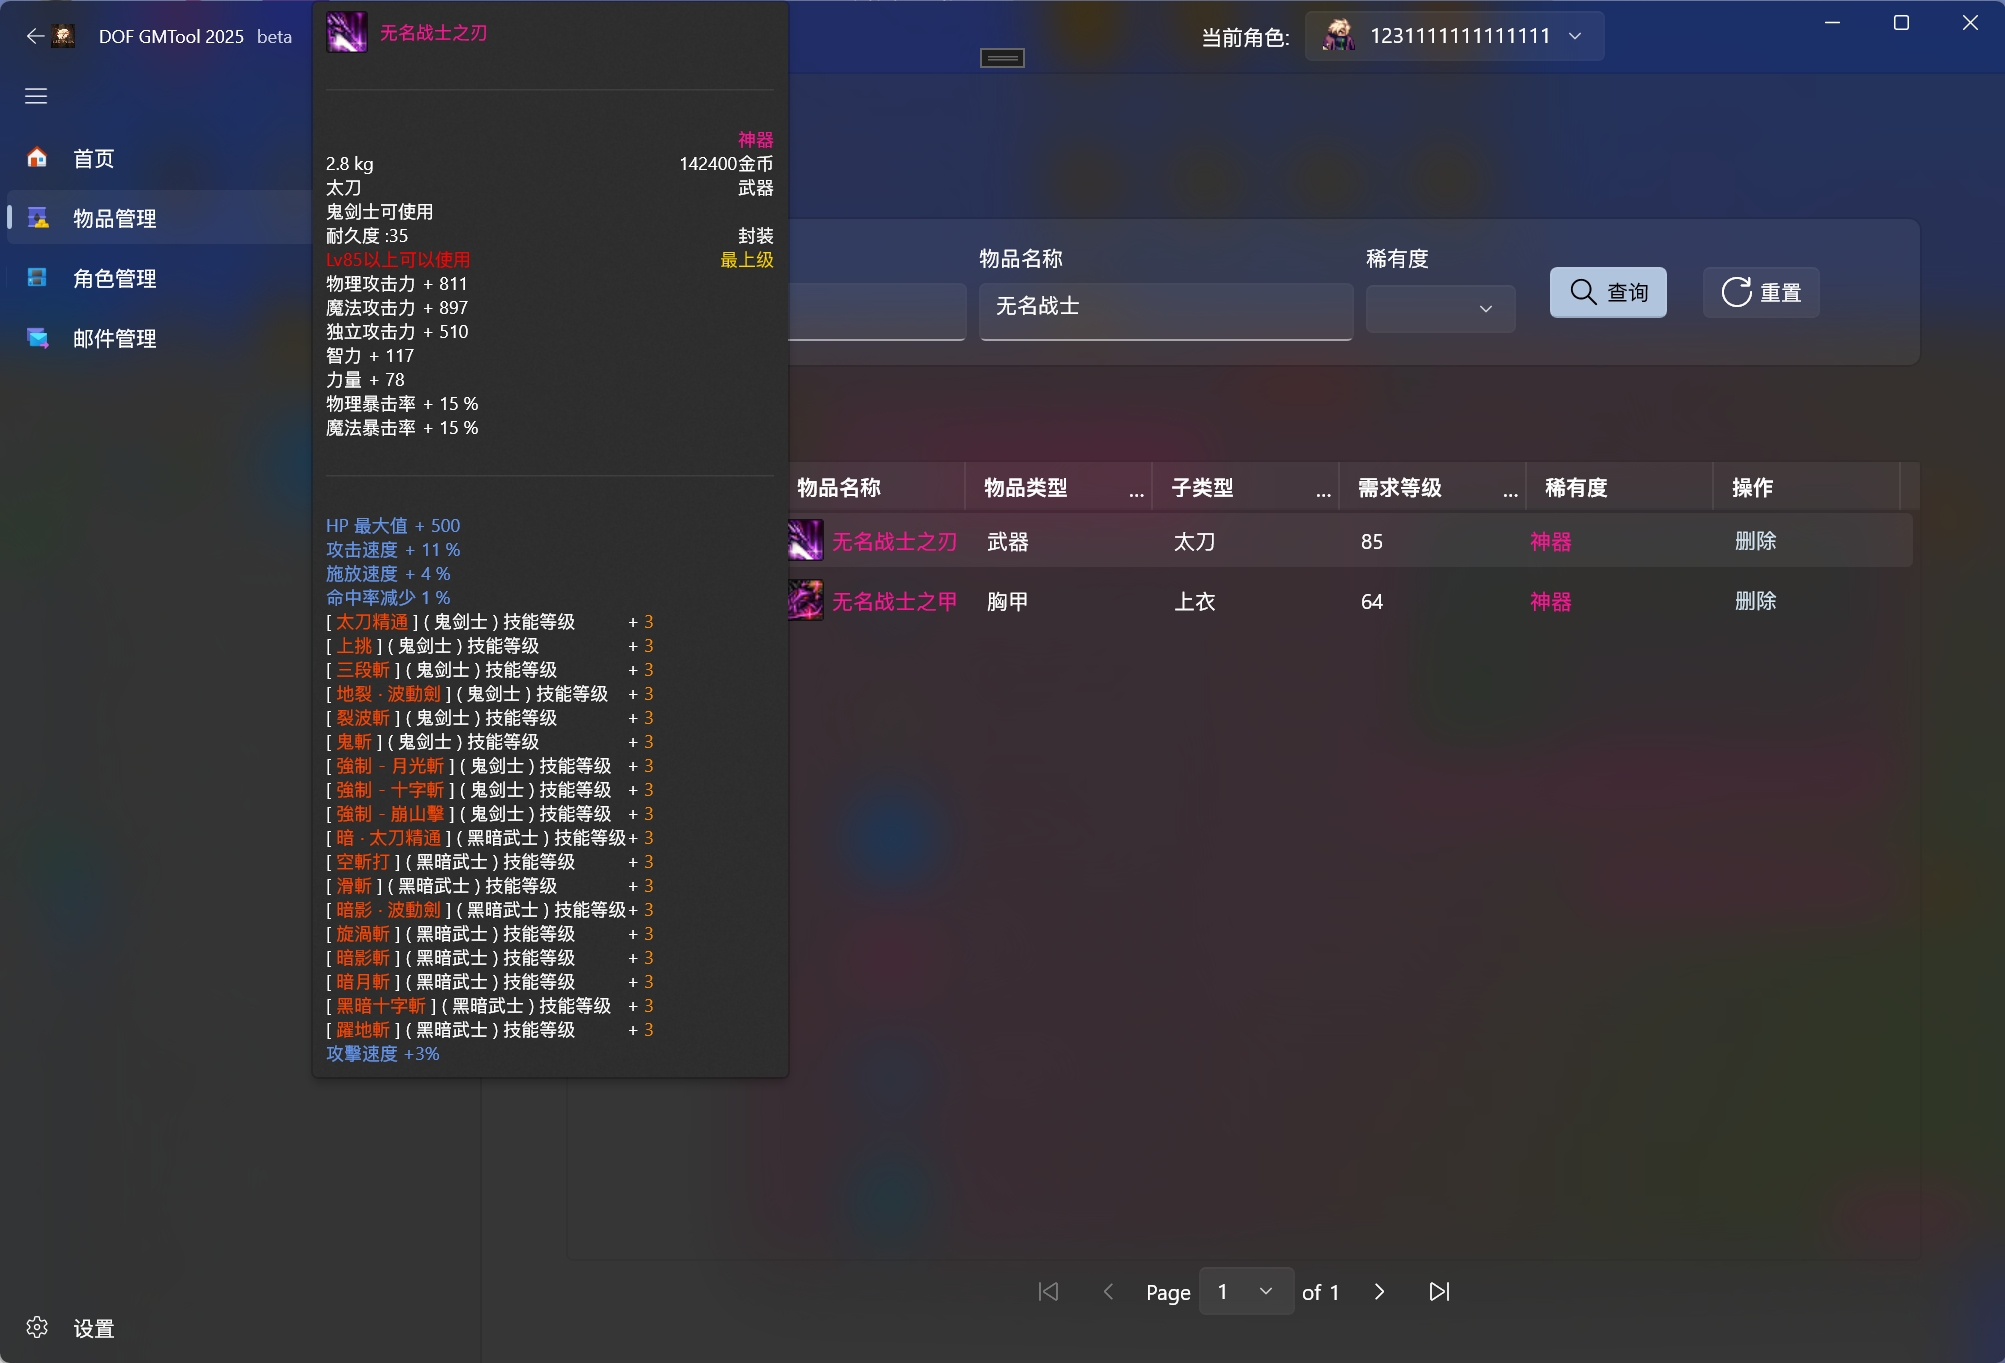 DOF GMTool 2025 beta
当前角色:
1231111111111111
首页
物品管理
角色管理
邮件管理
设置
无名战士之刃
神器
2.8 kg 142400金币
太刀 武器
鬼剑士可使用
耐久度 :35 封装
Lv85以上可以使用 最上级
物理攻击力 + 811
魔法攻击力 + 897
独立攻击力 + 510
智力 + 117
力量 + 78
物理暴击率 + 15 %
魔法暴击率 + 15 %
HP 最大值 + 500
攻击速度 + 11 %
施放速度 + 4 %
命中率减少 1 %
[ 太刀精通 ] ( 鬼剑士 ) 技能等级 + 3
[ 上挑 ] ( 鬼剑士 ) 技能等级 + 3
[ 三段斬 ] ( 鬼剑士 ) 技能等级 + 3
[ 地裂 · 波動劍 ] ( 鬼剑士 ) 技能等级 + 3
[ 裂波斬 ] ( 鬼剑士 ) 技能等级 + 3
[ 鬼斬 ] ( 鬼剑士 ) 技能等级 + 3
[ 強制 - 月光斬 ] ( 鬼剑士 ) 技能等级 + 3
[ 強制 - 十字斬 ] ( 鬼剑士 ) 技能等级 + 3
[ 強制 - 崩山擊 ] ( 鬼剑士 ) 技能等级 + 3
[ 暗 · 太刀精通 ] ( 黑暗武士 ) 技能等级 + 3
[ 空斬打 ] ( 黑暗武士 ) 技能等级 + 3
[ 滑斬 ] ( 黑暗武士 ) 技能等级 + 3
[ 暗影 · 波動劍 ] ( 黑暗武士 ) 技能等级 + 3
[ 旋渦斬 ] ( 黑暗武士 ) 技能等级 + 3
[ 暗影斬 ] ( 黑暗武士 ) 技能等级 + 3
[ 暗月斬 ] ( 黑暗武士 ) 技能等级 + 3
[ 黑暗十字斬 ] ( 黑暗武士 ) 技能等级 + 3
[ 躍地斬 ] ( 黑暗武士 ) 技能等级 + 3
攻擊速度 +3%
物品名称 稀有度
无名战士 查询 重置
物品名称 物品类型 ... 子类型 ... 需求等级 ... 稀有度 操作
无名战士之刃 武器 太刀 85 神器 删除
无名战士之甲 胸甲 上衣 64 神器 删除
Page 1 of 1